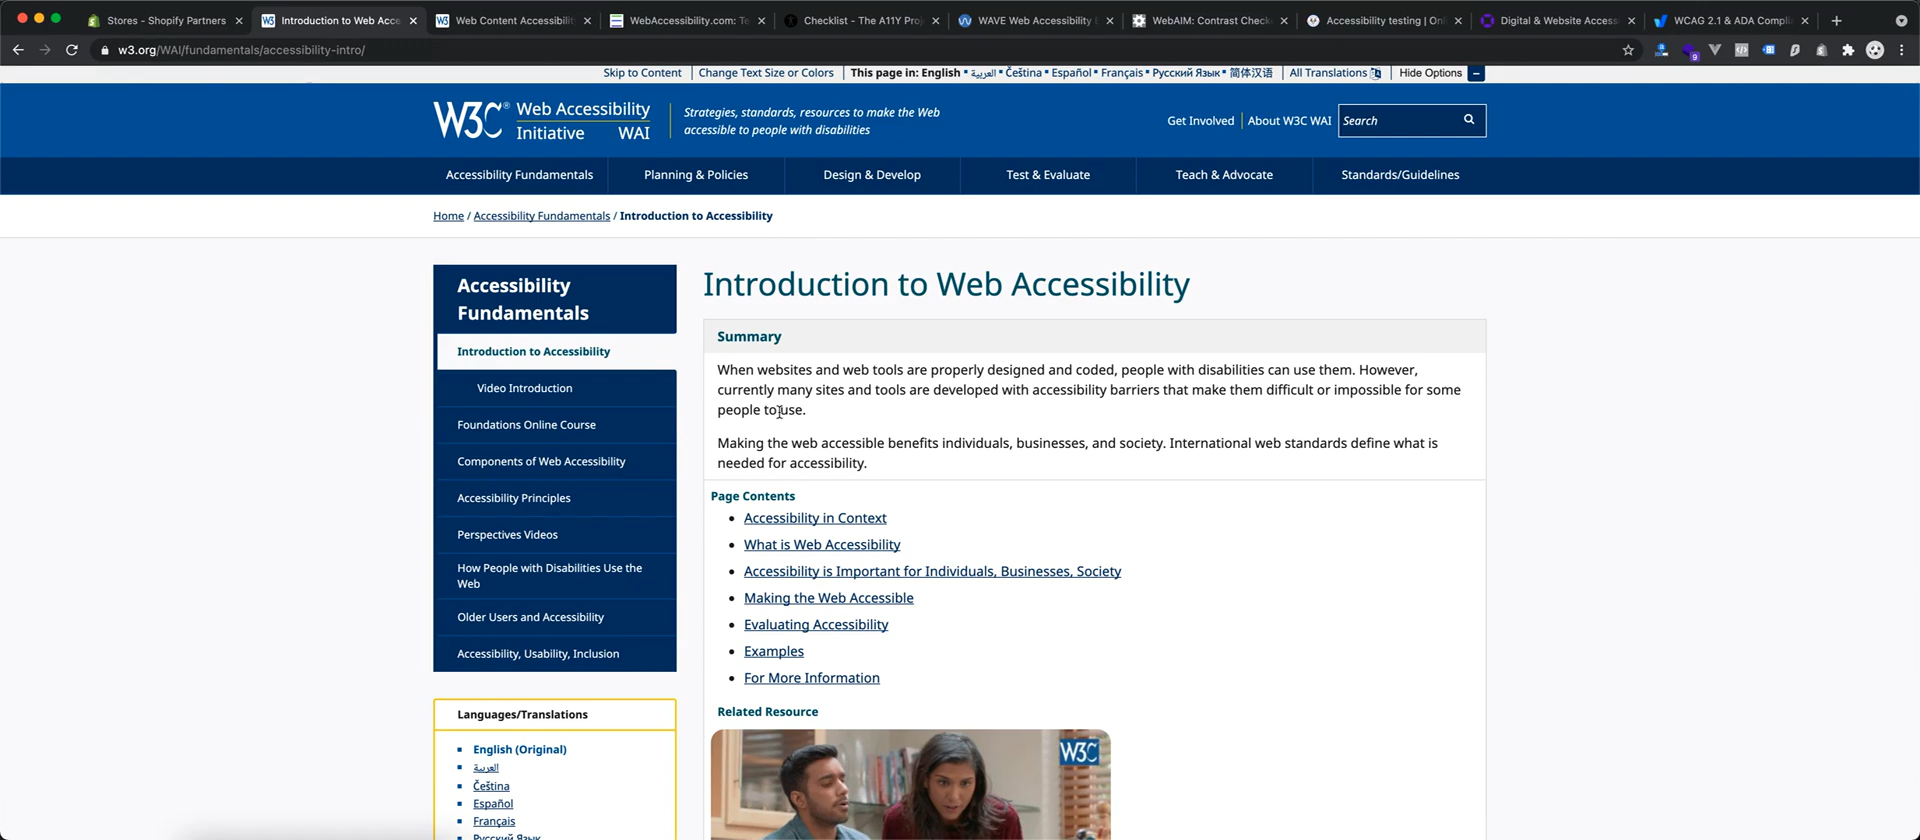 Stores - Shopify Partners
Introduction to Web Acce
Web Content Accessibilit
WebAccessibility.com: Te
Checklist - The A11Y Proj
WAVE Web Accessibility E
WebAIM: Contrast Check
Accessibility testing | Onl
Digital & Website Access
WCAG 2.1 & ADA Compli
w3.org/WAI/fundamentals/accessibility-intro/
9
Skip to Content
Change Text Size or Colors
This page in: English ▪ العربية ▪ Čeština ▪ Español ▪ Français ▪ Русский Язык ▪ 简体汉语
All Translations
Hide Options
W3C® Web Accessibility
Initiative WAI
Strategies, standards, resources to make the Web
accessible to people with disabilities
Get Involved
About W3C WAI
Search
Accessibility Fundamentals
Planning & Policies
Design & Develop
Test & Evaluate
Teach & Advocate
Standards/Guidelines
Home / Accessibility Fundamentals / Introduction to Accessibility
Accessibility
Fundamentals
Introduction to Accessibility
Video Introduction
Foundations Online Course
Components of Web Accessibility
Accessibility Principles
Perspectives Videos
How People with Disabilities Use the
Web
Older Users and Accessibility
Accessibility, Usability, Inclusion
Languages/Translations
English (Original)
العربية
Čeština
Español
Français
Русский Язык
Introduction to Web Accessibility
Summary
When websites and web tools are properly designed and coded, people with disabilities can use them. However,
currently many sites and tools are developed with accessibility barriers that make them difficult or impossible for some
people to use.
Making the web accessible benefits individuals, businesses, and society. International web standards define what is
needed for accessibility.
Page Contents
Accessibility in Context
What is Web Accessibility
Accessibility is Important for Individuals, Businesses, Society
Making the Web Accessible
Evaluating Accessibility
Examples
For More Information
Related Resource
W3C